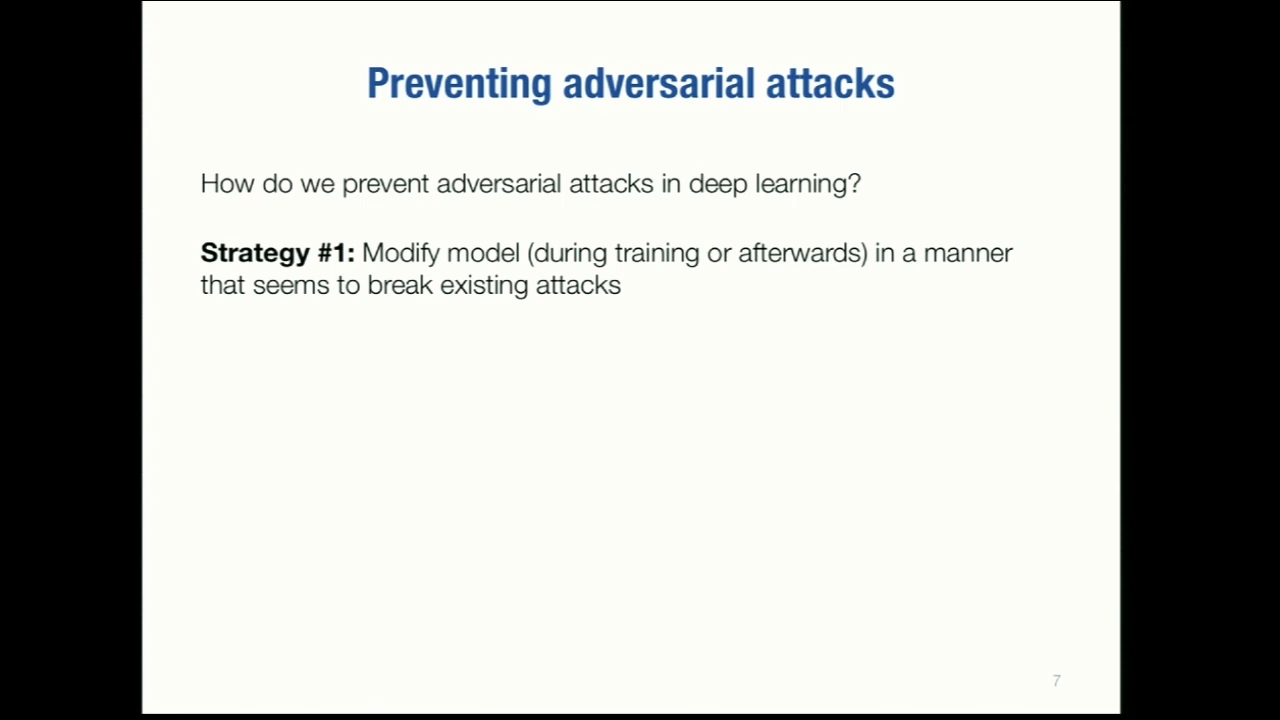 Preventing adversarial attacks
How do we prevent adversarial attacks in deep learning?
Strategy #1: Modify model (during training or afterwards) in a manner
that seems to break existing attacks
7